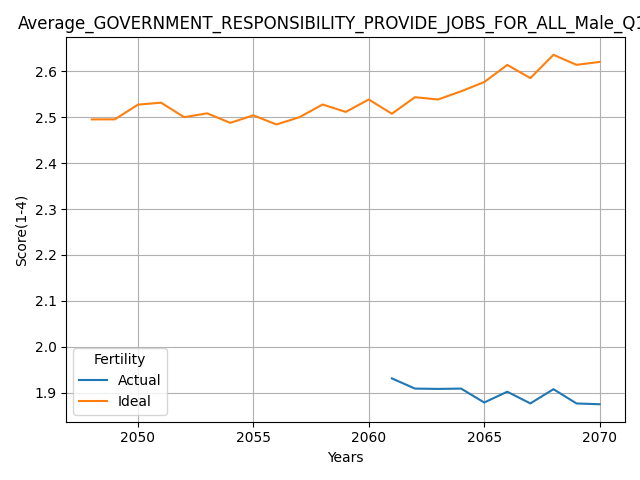 Average_GOVERNMENT_RESPONSIBILITY_PROVIDE_JOBS_FOR_ALL_Male_Q1
2.6
2.5
2.4
2.3
2.2
2.1
2.0
1.9
Score(1-4)
Fertility
Actual
Ideal
2050
2055
2060
2065
2070
Years